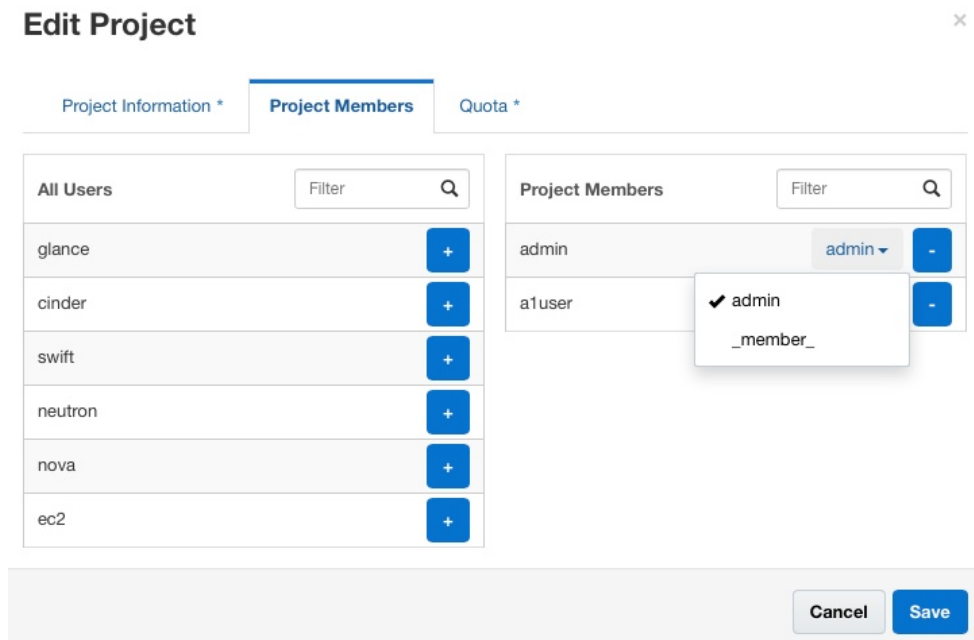 Edit Project ×
Project Information * Project Members Quota *
All Users Filter
glance +
cinder +
swift +
neutron +
nova +
ec2 +
Project Members Filter
admin admin -
a1user -
admin
_member_
Cancel Save